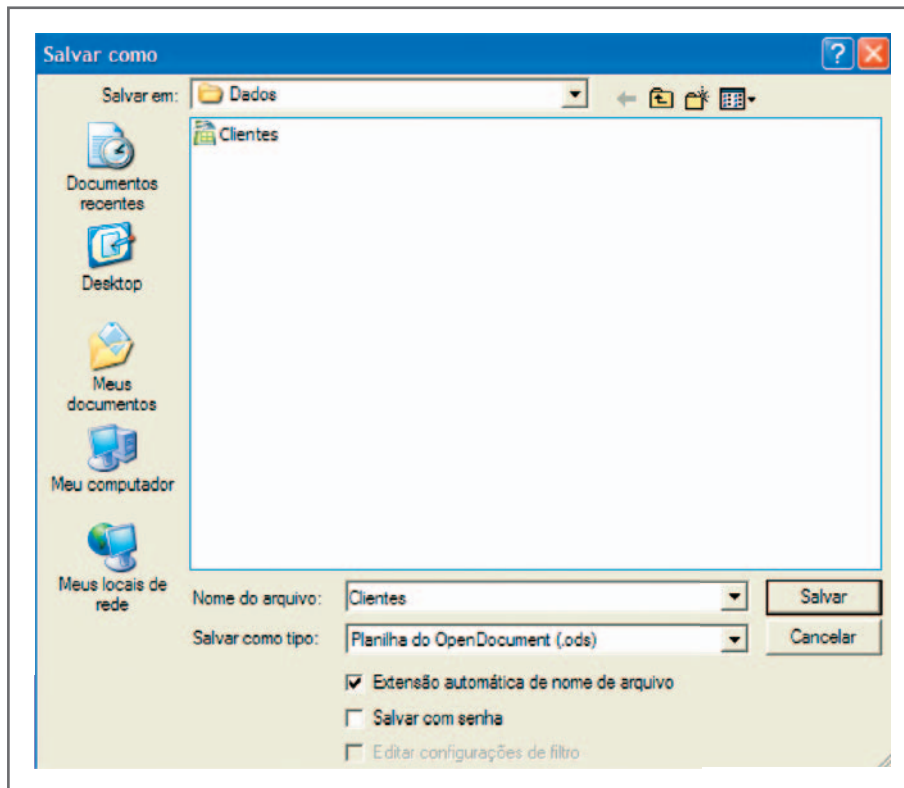 Salvar como
Salvar em:
Dados
Clientes
Documentos
recentes
Desktop
Meus
documentos
Meu computador
Meus locais de
rede
Nome do arquivo:
Clientes
Salvar
Salvar como tipo:
Planilha do OpenDocument (.ods)
Cancelar
Extensão automática de nome de arquivo
Salvar com senha
Editar configurações de filtro